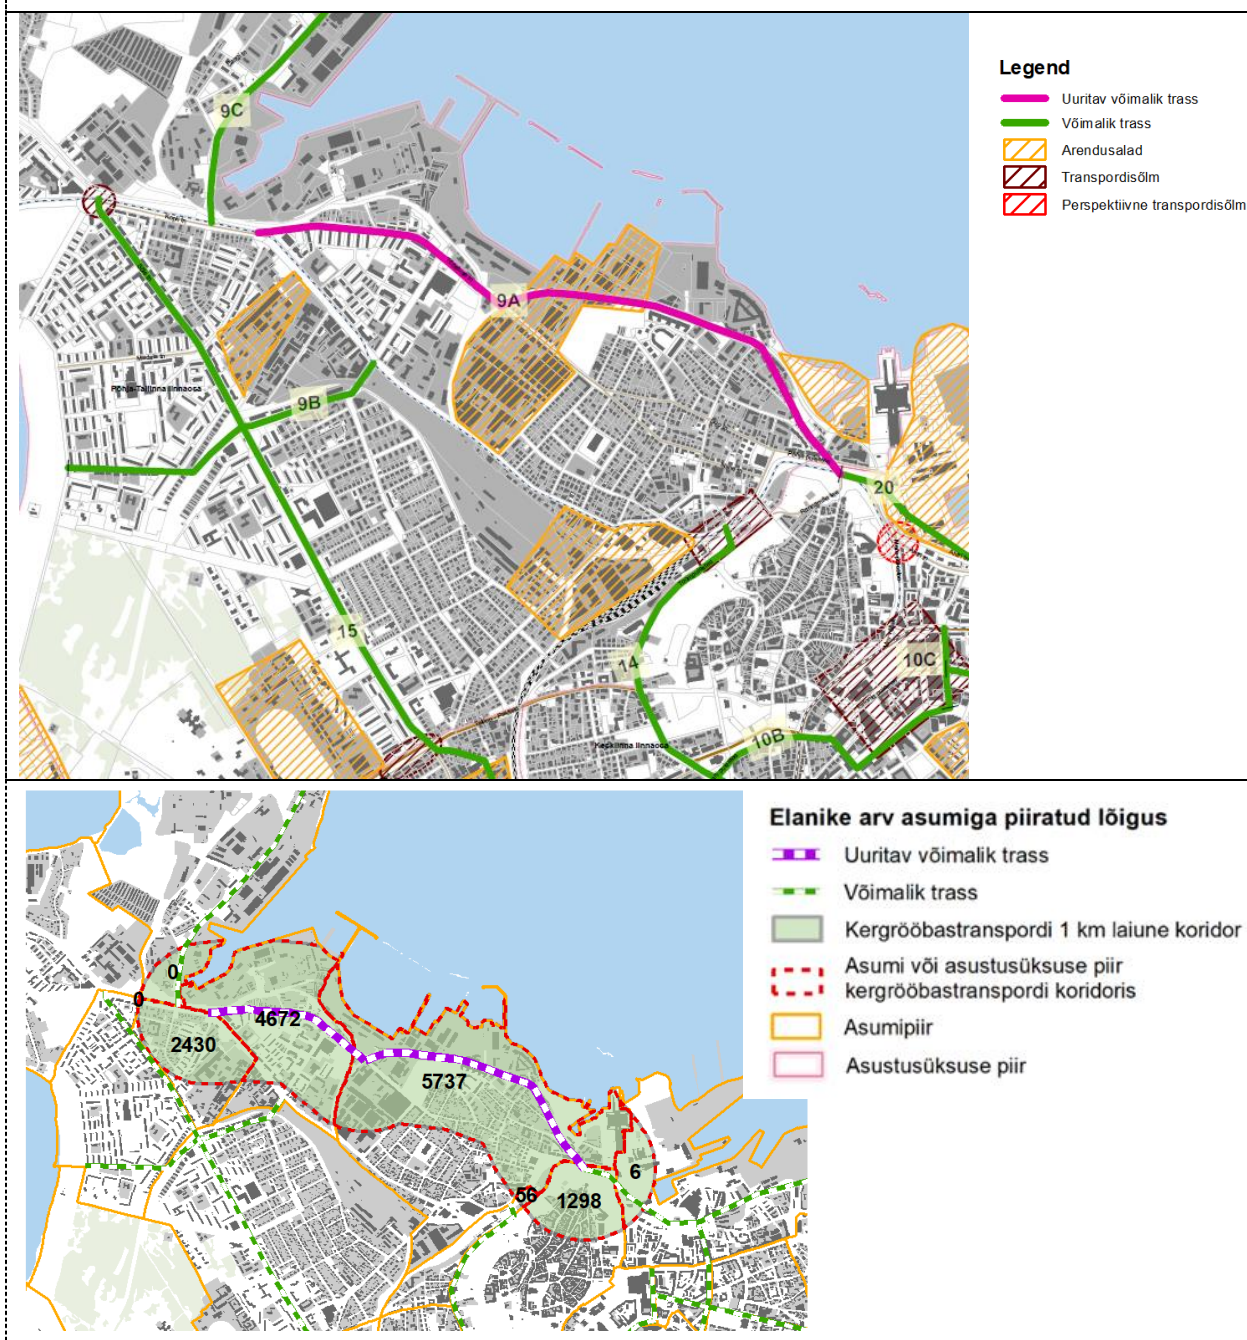 Legend
Uuritav võimalik trass
Võimalik trass
Arendusalad
Transpordisõlm
Perspektiivne transpordisõlm
9C
9A
9B
Põhja-Tallinna linnaosa
20
15
14
10C
10B
Kesklinna linnaosa
Elanike arv asumiga piiratud lõigus
Uuritav võimalik trass
Võimalik trass
Kergrööbastranspordi 1 km laiune koridor
Asumi või asustusüksuse piir
kergrööbastranspordi koridoris
Asumipiir
Asustusüksuse piir
0
0
4672
2430
5737
6
56
1298